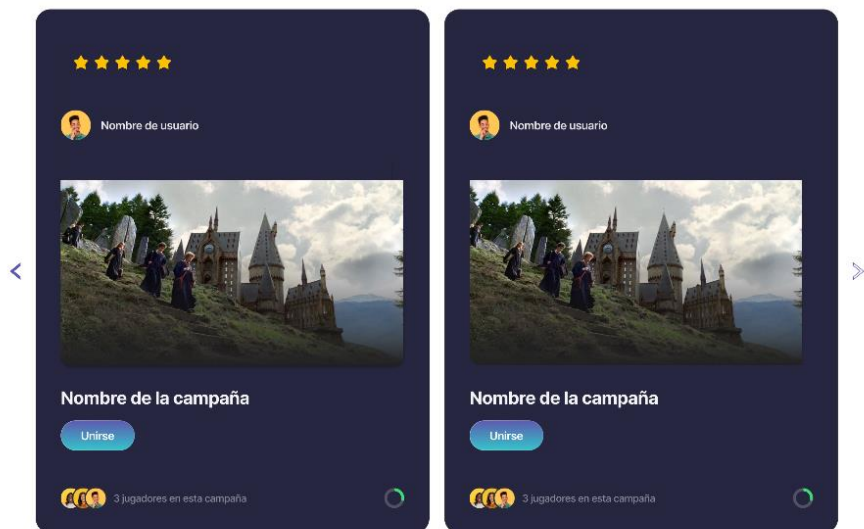 Nombre de usuario
Nombre de la campaña
Unirse
3 jugadores en esta campaña
Nombre de usuario
Nombre de la campaña
Unirse
3 jugadores en esta campaña